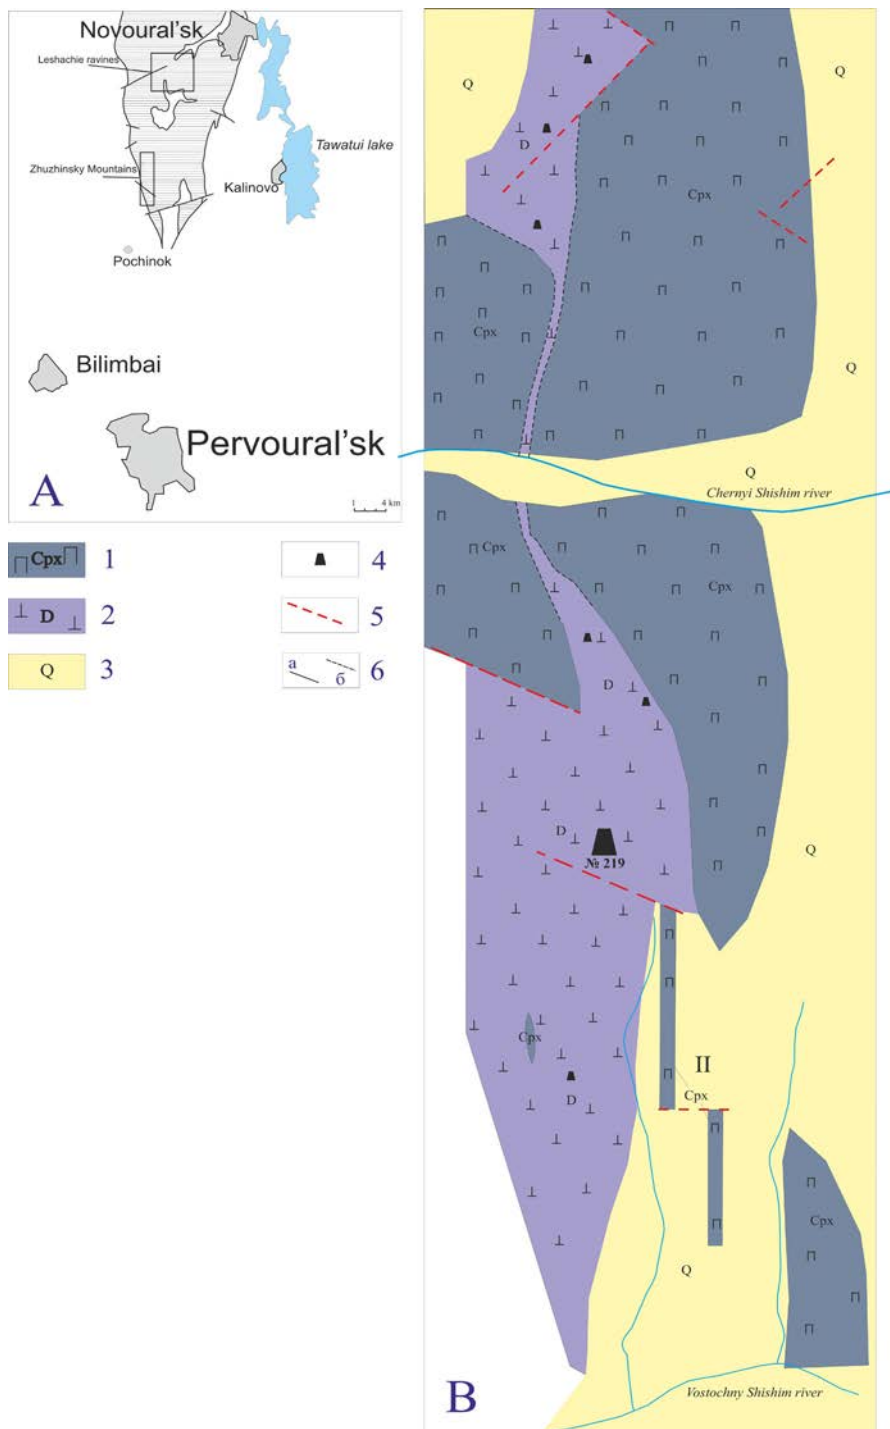 Novoural'sk
Leshachie ravines
Tawatui lake
Zhuzhinsky Mountains
Kalinovo
Pochinok
Bilimbai
Pervoural'sk
A
1 4 km
Cpx 1
D 2
Q 3
4
5
а б 6
Q
Q
D
Cpx
Cpx
Q
Q
Chernyi Shishim river
Cpx
Cpx
D
D
№ 219
Q
Cpx
II
D
Cpx
Cpx
Q
B
Vostochny Shishim river